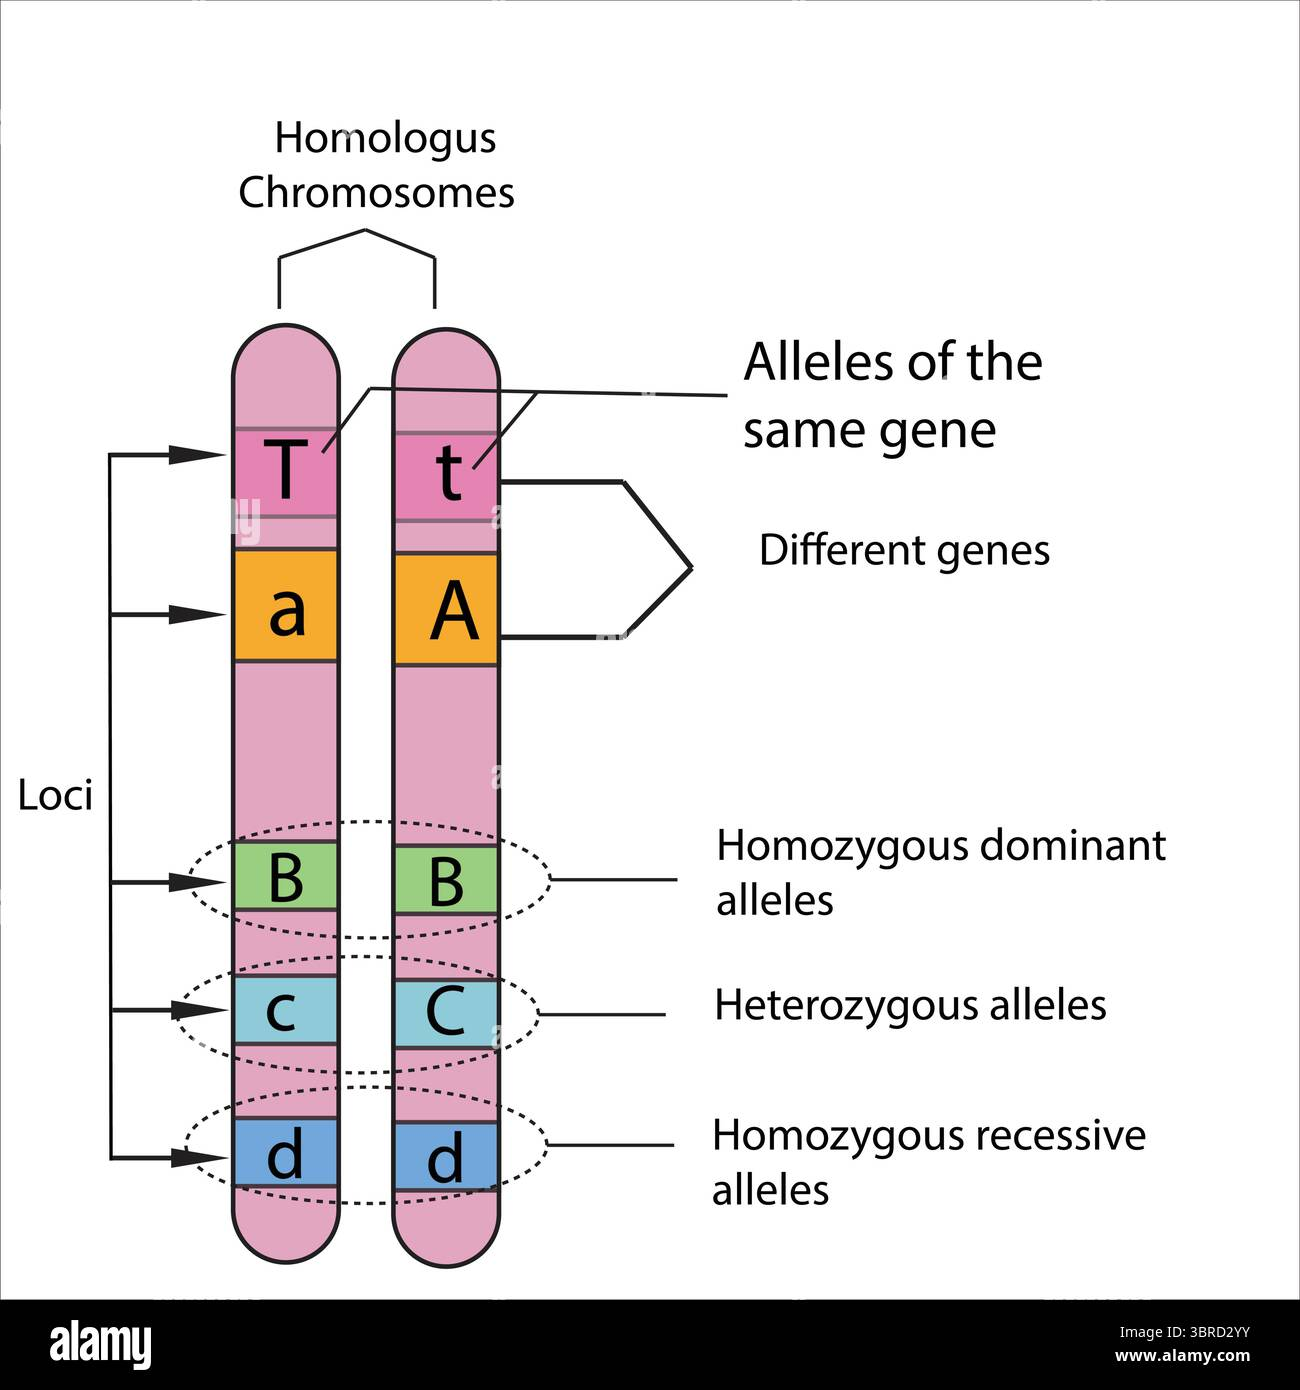 Homologus
Chromosomes
Alleles of the
same gene
T
t
Different genes
a
A
Loci
Homozygous dominant
alleles
B
B
Heterozygous alleles
c
C
Homozygous recessive
alleles
d
d
alamy
Image ID: 3BRD2YY
www.alamy.com